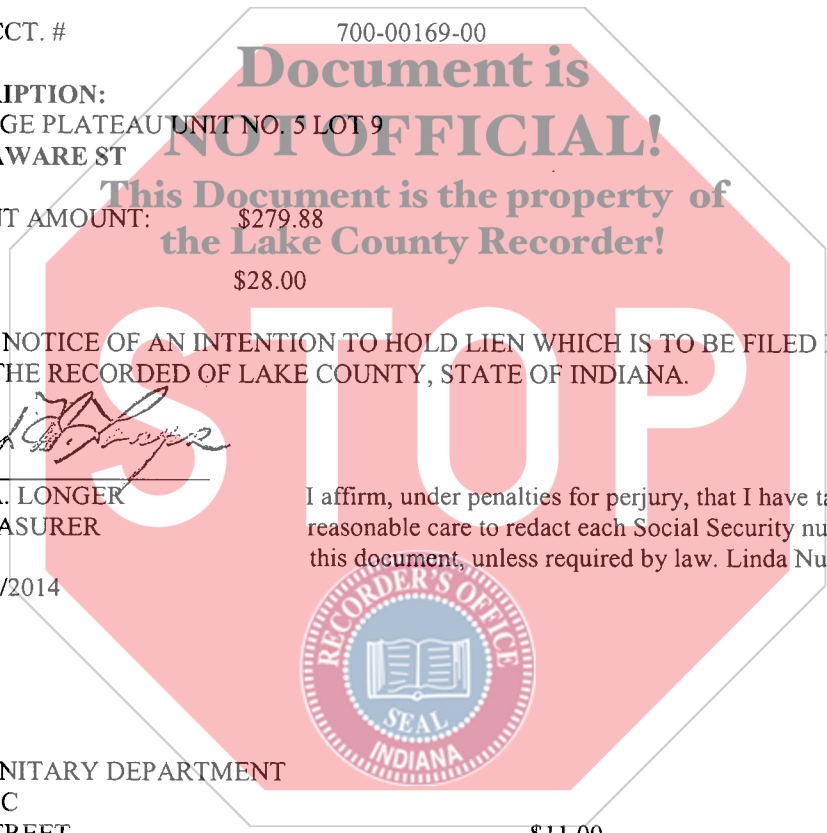 CCT. # 700-00169-00
Document is
RIPTION:
GE PLATEAU UNIT NO. 5 LOT 9
NOT OFFICIAL!
AWARE ST
This Document is the property of
NT AMOUNT: $279.88
the Lake County Recorder!
$28.00
STOP
NOTICE OF AN INTENTION TO HOLD LIEN WHICH IS TO BE FILED
THE RECORDED OF LAKE COUNTY, STATE OF INDIANA.
A. LONGER
ASURER
I affirm, under penalties for perjury, that I have ta
reasonable care to redact each Social Security nu
this document, unless required by law. Linda Nu
/2014
RECORDER'S OFFICE
SEAL
INDIANA
NITARY DEPARTMENT
C
STREET $11.00